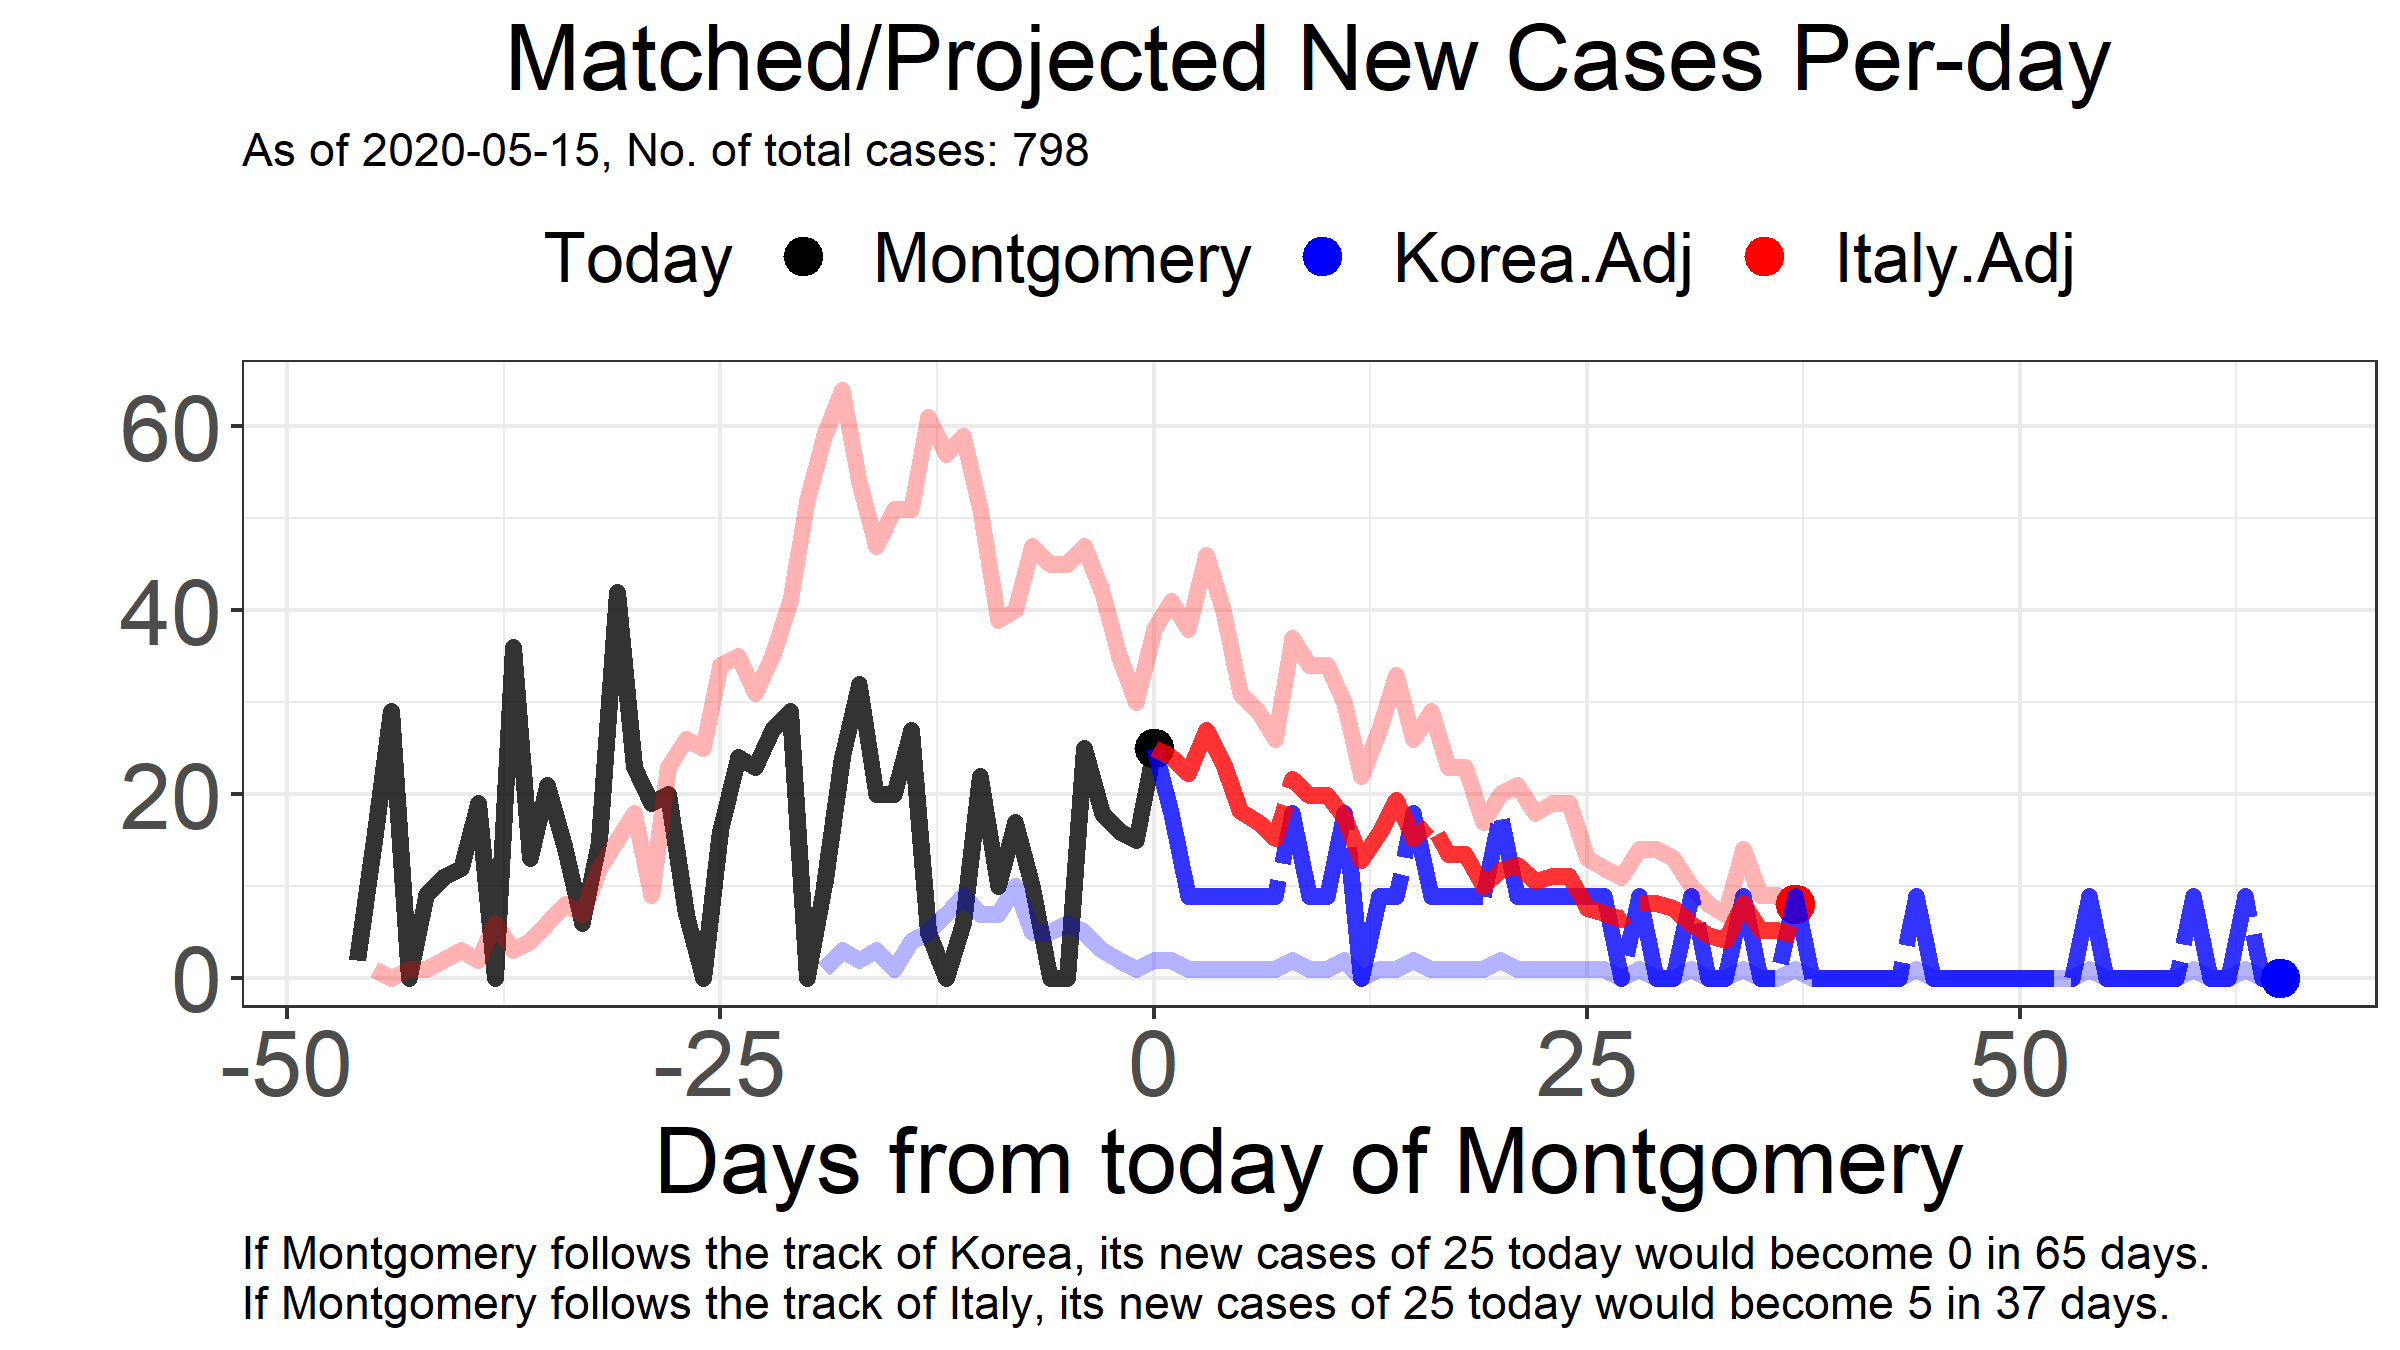 Matched/Projected New Cases Per-day
As of 2020-05-15, No. of total cases: 798
Today Montgomery Korea.Adj Italy.Adj
60
40
20
0
-50 -25 0 25 50
Days from today of Montgomery
If Montgomery follows the track of Korea, its new cases of 25 today would become 0 in 65 days.
If Montgomery follows the track of Italy, its new cases of 25 today would become 5 in 37 days.